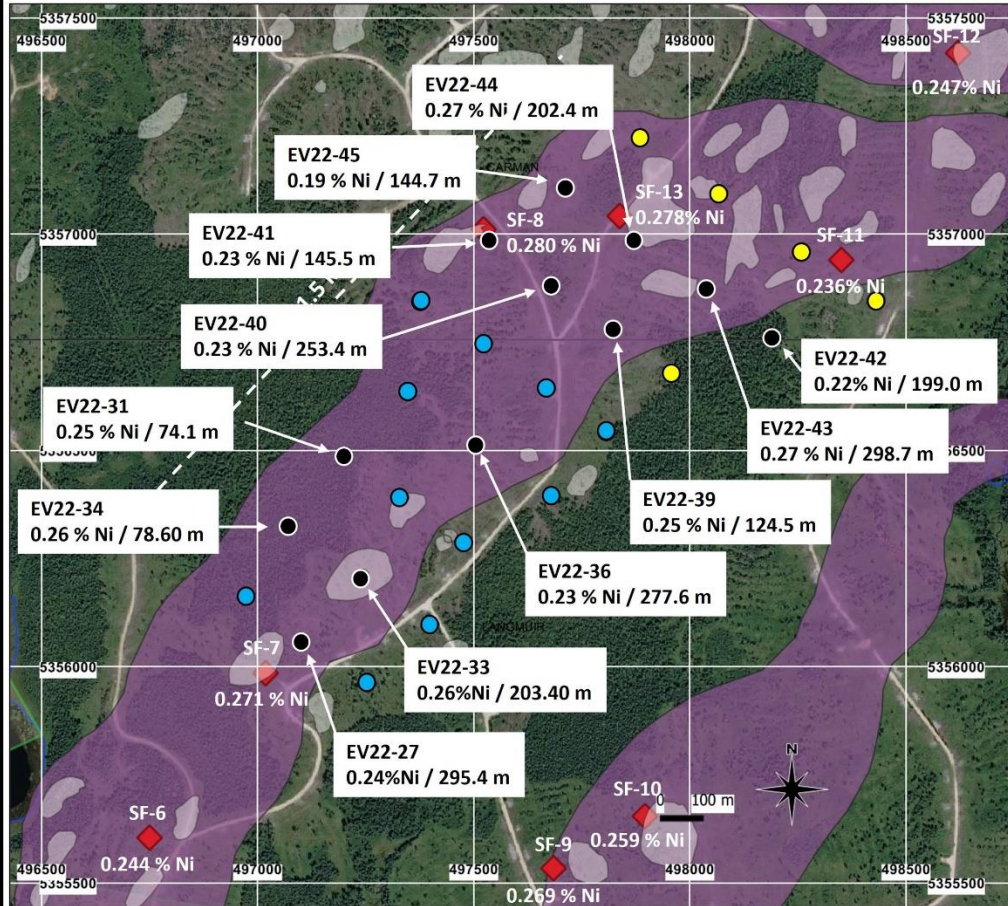 5357500
496500
497000
497500
498000
498500
5357500
SF-12
0.247% Ni
EV22-44
0.27 % Ni / 202.4 m
EV22-45
0.19 % Ni / 144.7 m
CARMAN
SF-13
0.278% Ni
SF-8
0.280 % Ni
EV22-41
0.23 % Ni / 145.5 m
5357000
5357000
SF-11
0.236% Ni
1.5
EV22-40
0.23 % Ni / 253.4 m
EV22-42
0.22% Ni / 199.0 m
EV22-31
0.25 % Ni / 74.1 m
EV22-43
0.27 % Ni / 298.7 m
EV22-34
0.26 % Ni / 78.60 m
EV22-39
0.25 % Ni / 124.5 m
EV22-36
0.23 % Ni / 277.6 m
LANGMUIR
SF-7
0.271 % Ni
5356000
5356000
EV22-33
0.26%Ni / 203.40 m
EV22-27
0.24%Ni / 295.4 m
N
SF-10
0 100 m
0.259 % Ni
SF-6
0.244 % Ni
SF-9
0.269 % Ni
496500
497000
497500
498000
498500
5355500
5355500